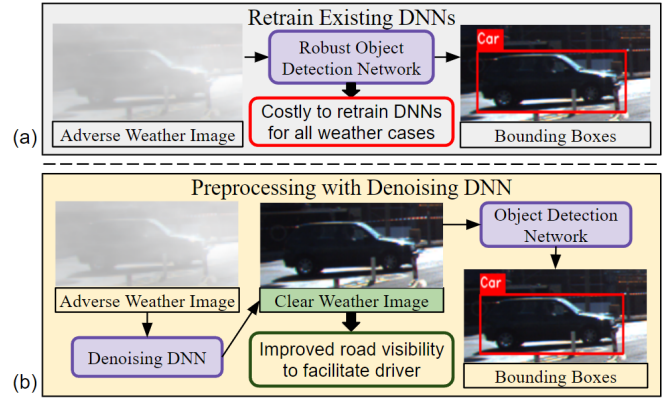 Retrain Existing DNNs
Robust Object
Detection Network
Car
Costly to retrain DNNs
for all weather cases
Adverse Weather Image
Bounding Boxes
(a)
Preprocessing with Denoising DNN
Object Detection
Network
Adverse Weather Image
Clear Weather Image
Car
Denoising DNN
Improved road visibility
to facilitate driver
Bounding Boxes
(b)